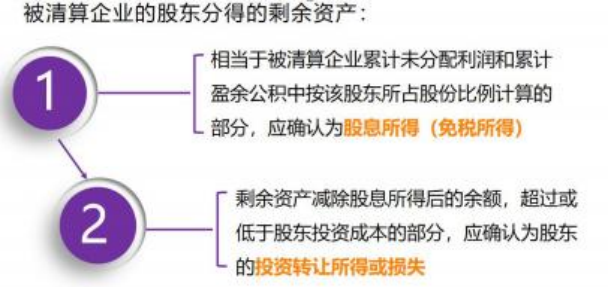 被清算企业的股东分得的剩余资产：
1
相当于被清算企业累计未分配利润和累计
盈余公积中按该股东所占股份比例计算的
部分，应确认为股息所得（免税所得）
2
剩余资产减除股息所得后的余额，超过或
低于股东投资成本的部分，应确认为股东
的投资转让所得或损失